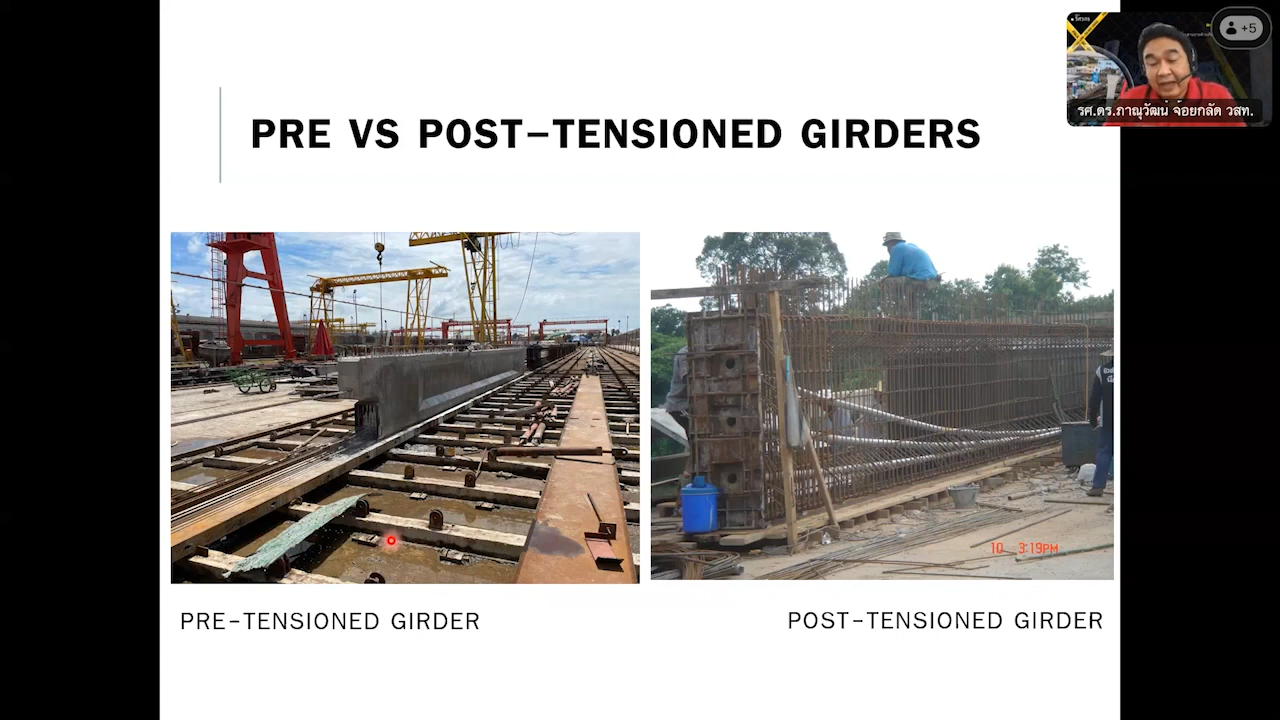 PRE VS POST–TENSIONED GIRDERS
+5
รศ.ดร.ภาณุวัฒน์ จ้อยกลัด วสท.
10 3:19PM
PRE–TENSIONED GIRDER
POST–TENSIONED GIRDER